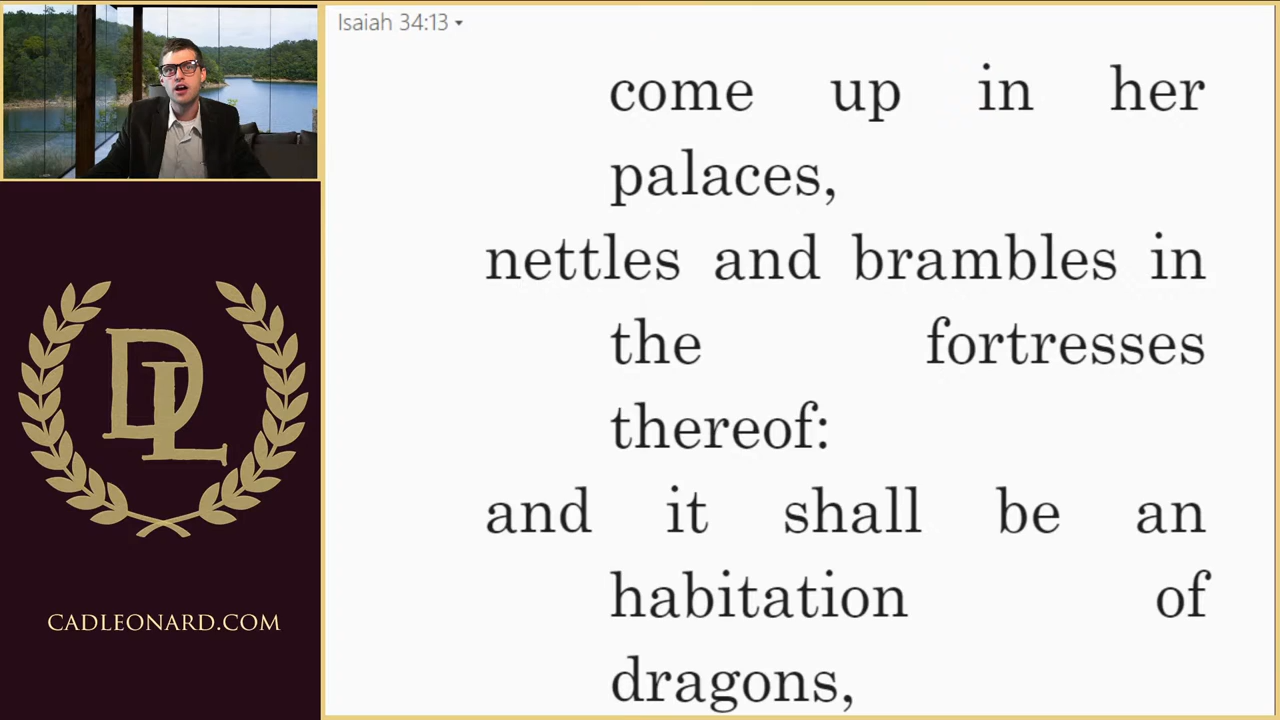 Isaiah 34:13
come up in her
palaces,
nettles and brambles in
the fortresses
thereof:
and it shall be an
habitation of
dragons,
DL
CADLEONARD.COM